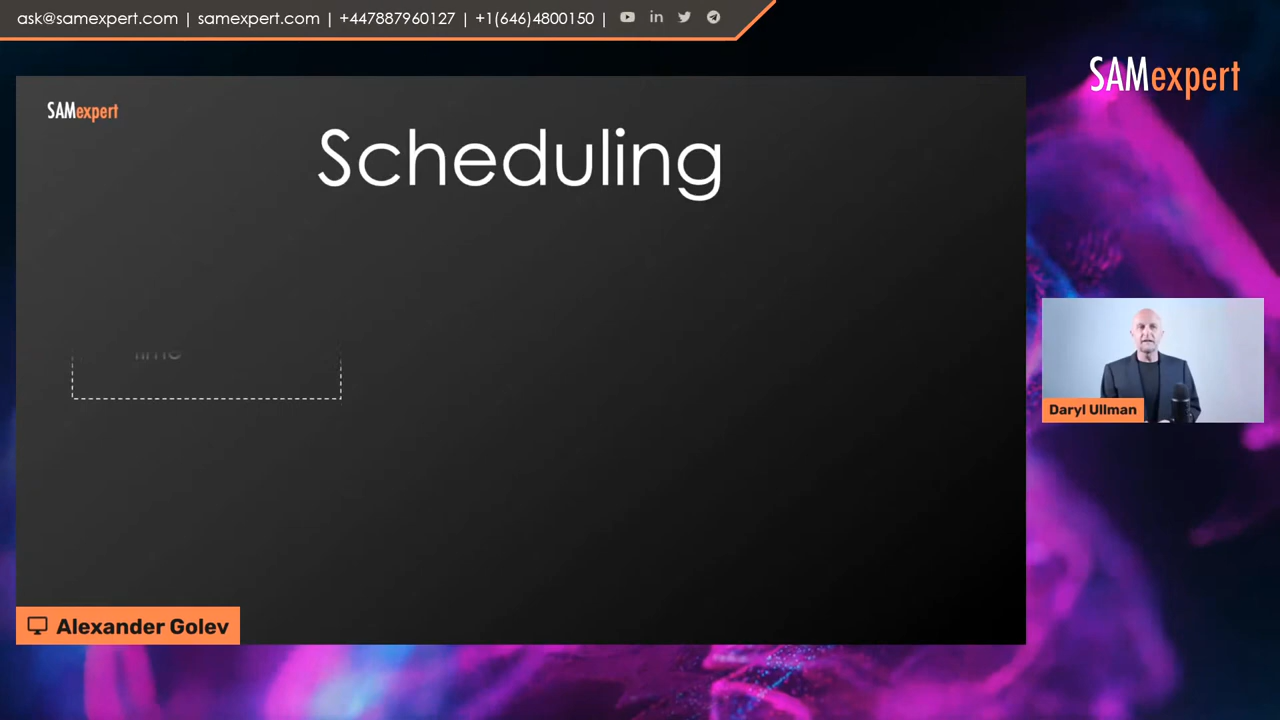 ask@samexpert.com | samexpert.com | +447887960127 | +1(646)4800150 |
SAMexpert
SAMexpert
Scheduling
Daryl Ullman
Alexander Golev